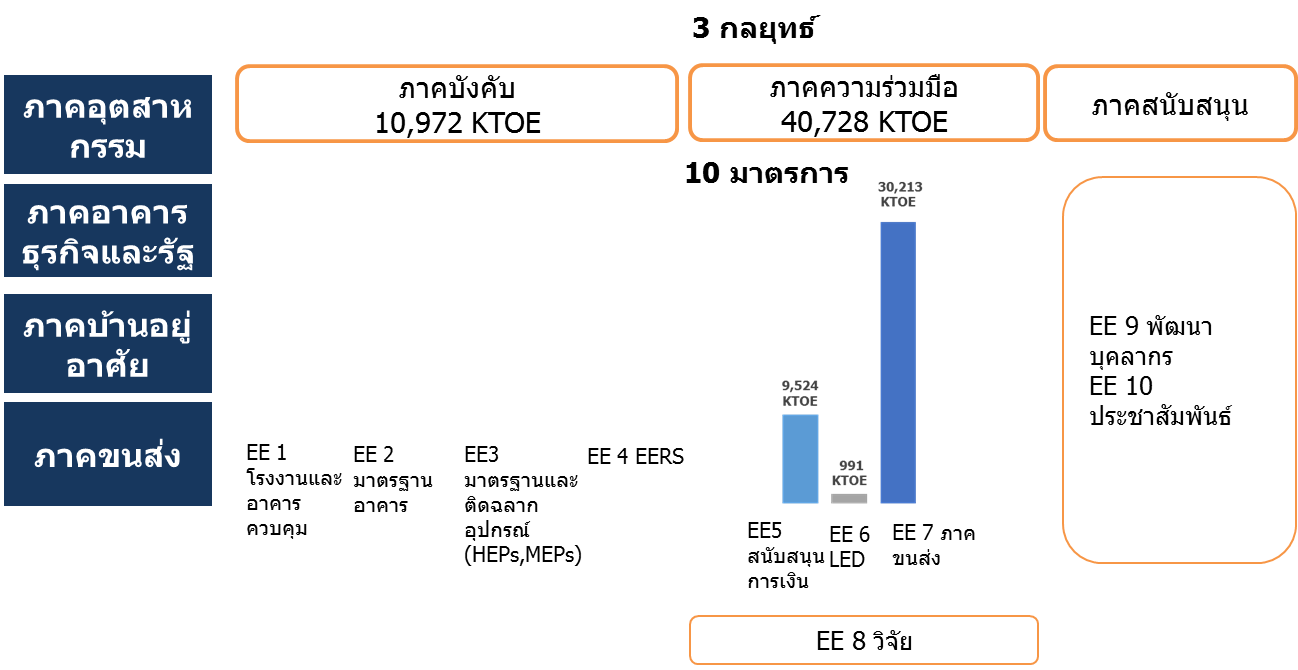 3 กลยุทธ์
ภาคอุตสาห
กรรม
ภาคอาคาร
ธุรกิจและรัฐ
ภาคบ้านอยู่
อาศัย
ภาคขนส่ง
ภาคบังคับ
10,972 KTOE
ภาคความร่วมมือ
40,728 KTOE
ภาคสนับสนุน
10 มาตรการ
EE 1
โรงงานและ
อาคาร
ควบคุม
EE 2
มาตรฐาน
อาคาร
EE3
มาตรฐานและ
ติดฉลาก
อุปกรณ์
(HEPs,MEPs)
EE 4 EERS
9,524
KTOE
991
KTOE
30,213
KTOE
EE5
สนับสนุน
การเงิน
EE 6
LED
EE 7 ภาค
ขนส่ง
EE 8 วิจัย
EE 9 พัฒนา
บุคลากร
EE 10
ประชาสัมพันธ์